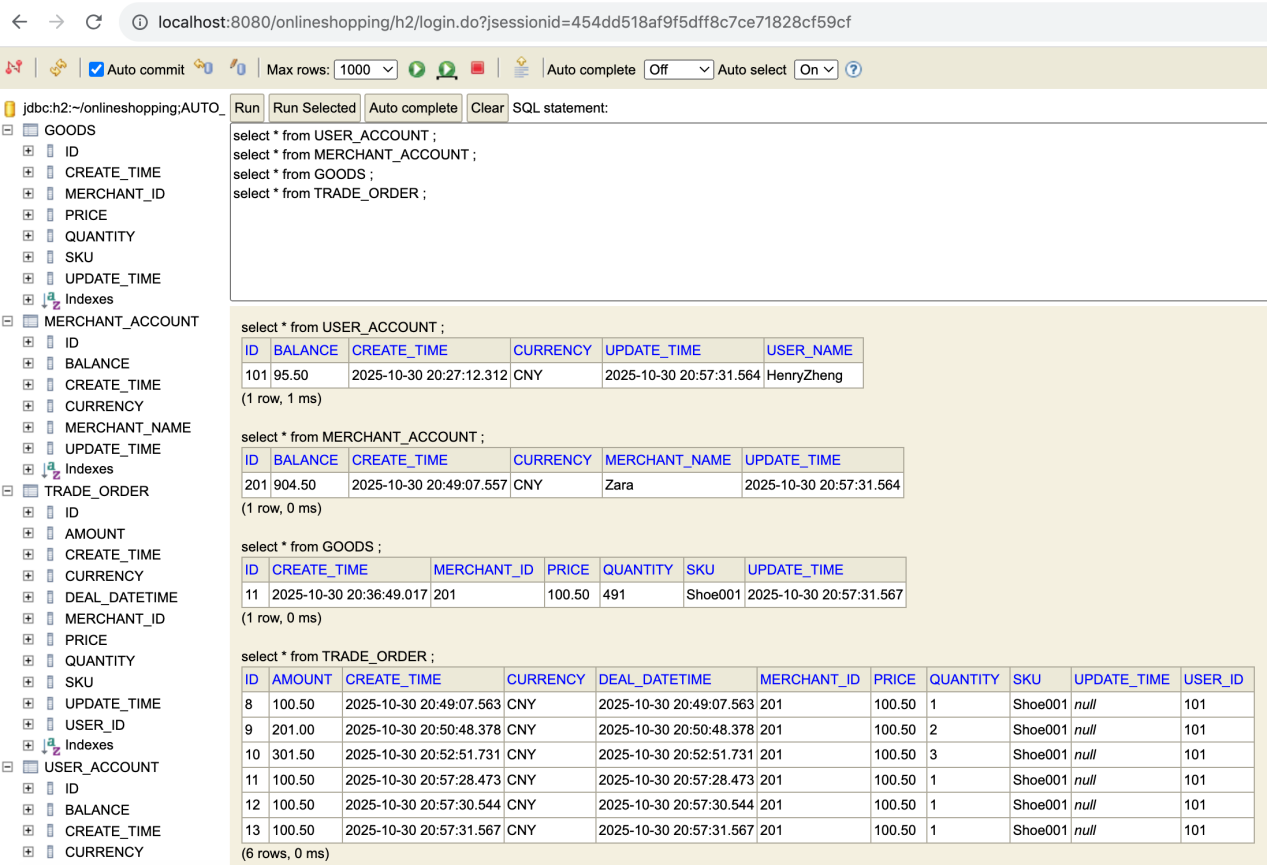 localhost:8080/onlineshopping/h2/login.do?jsessionid=454dd518af9f5dff8c7ce71828cf59cf
Auto commit Max rows: 1000 Auto complete Off Auto select On ?
jdbc:h2:~/onlineshopping;AUTO_
GOODS
ID
CREATE_TIME
MERCHANT_ID
PRICE
QUANTITY
SKU
UPDATE_TIME
Indexes
MERCHANT_ACCOUNT
ID
BALANCE
CREATE_TIME
CURRENCY
MERCHANT_NAME
UPDATE_TIME
Indexes
TRADE_ORDER
ID
AMOUNT
CREATE_TIME
CURRENCY
DEAL_DATETIME
MERCHANT_ID
PRICE
QUANTITY
SKU
UPDATE_TIME
USER_ID
Indexes
USER_ACCOUNT
ID
BALANCE
CREATE_TIME
CURRENCY
Run Run Selected Auto complete Clear SQL statement:
select * from USER_ACCOUNT ;
select * from MERCHANT_ACCOUNT ;
select * from GOODS ;
select * from TRADE_ORDER ;
select * from USER_ACCOUNT ;
ID BALANCE CREATE_TIME CURRENCY UPDATE_TIME USER_NAME
101 95.50 2025-10-30 20:27:12.312 CNY 2025-10-30 20:57:31.564 HenryZheng
(1 row, 1 ms)
select * from MERCHANT_ACCOUNT ;
ID BALANCE CREATE_TIME CURRENCY MERCHANT_NAME UPDATE_TIME
201 904.50 2025-10-30 20:49:07.557 CNY Zara 2025-10-30 20:57:31.564
(1 row, 0 ms)
select * from GOODS ;
ID CREATE_TIME MERCHANT_ID PRICE QUANTITY SKU UPDATE_TIME
11 2025-10-30 20:36:49.017 201 100.50 491 Shoe001 2025-10-30 20:57:31.567
(1 row, 0 ms)
select * from TRADE_ORDER ;
ID AMOUNT CREATE_TIME CURRENCY DEAL_DATETIME MERCHANT_ID PRICE QUANTITY SKU UPDATE_TIME USER_ID
8 100.50 2025-10-30 20:49:07.563 CNY 2025-10-30 20:49:07.563 201 100.50 1 Shoe001 null 101
9 201.00 2025-10-30 20:50:48.378 CNY 2025-10-30 20:50:48.378 201 100.50 2 Shoe001 null 101
10 301.50 2025-10-30 20:52:51.731 CNY 2025-10-30 20:52:51.731 201 100.50 3 Shoe001 null 101
11 100.50 2025-10-30 20:57:28.473 CNY 2025-10-30 20:57:28.473 201 100.50 1 Shoe001 null 101
12 100.50 2025-10-30 20:57:30.544 CNY 2025-10-30 20:57:30.544 201 100.50 1 Shoe001 null 101
13 100.50 2025-10-30 20:57:31.567 CNY 2025-10-30 20:57:31.567 201 100.50 1 Shoe001 null 101
(6 rows, 0 ms)